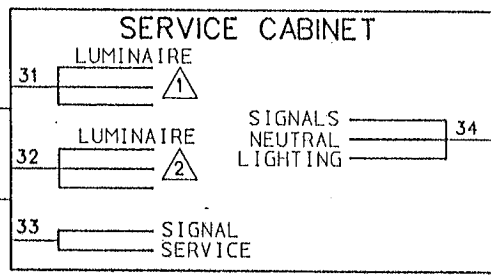 SERVICE CABINET
LUMINAIRE
31
1
SIGNALS
34
NEUTRAL
LIGHTING
LUMINAIRE
32
2
33
SIGNAL
SERVICE